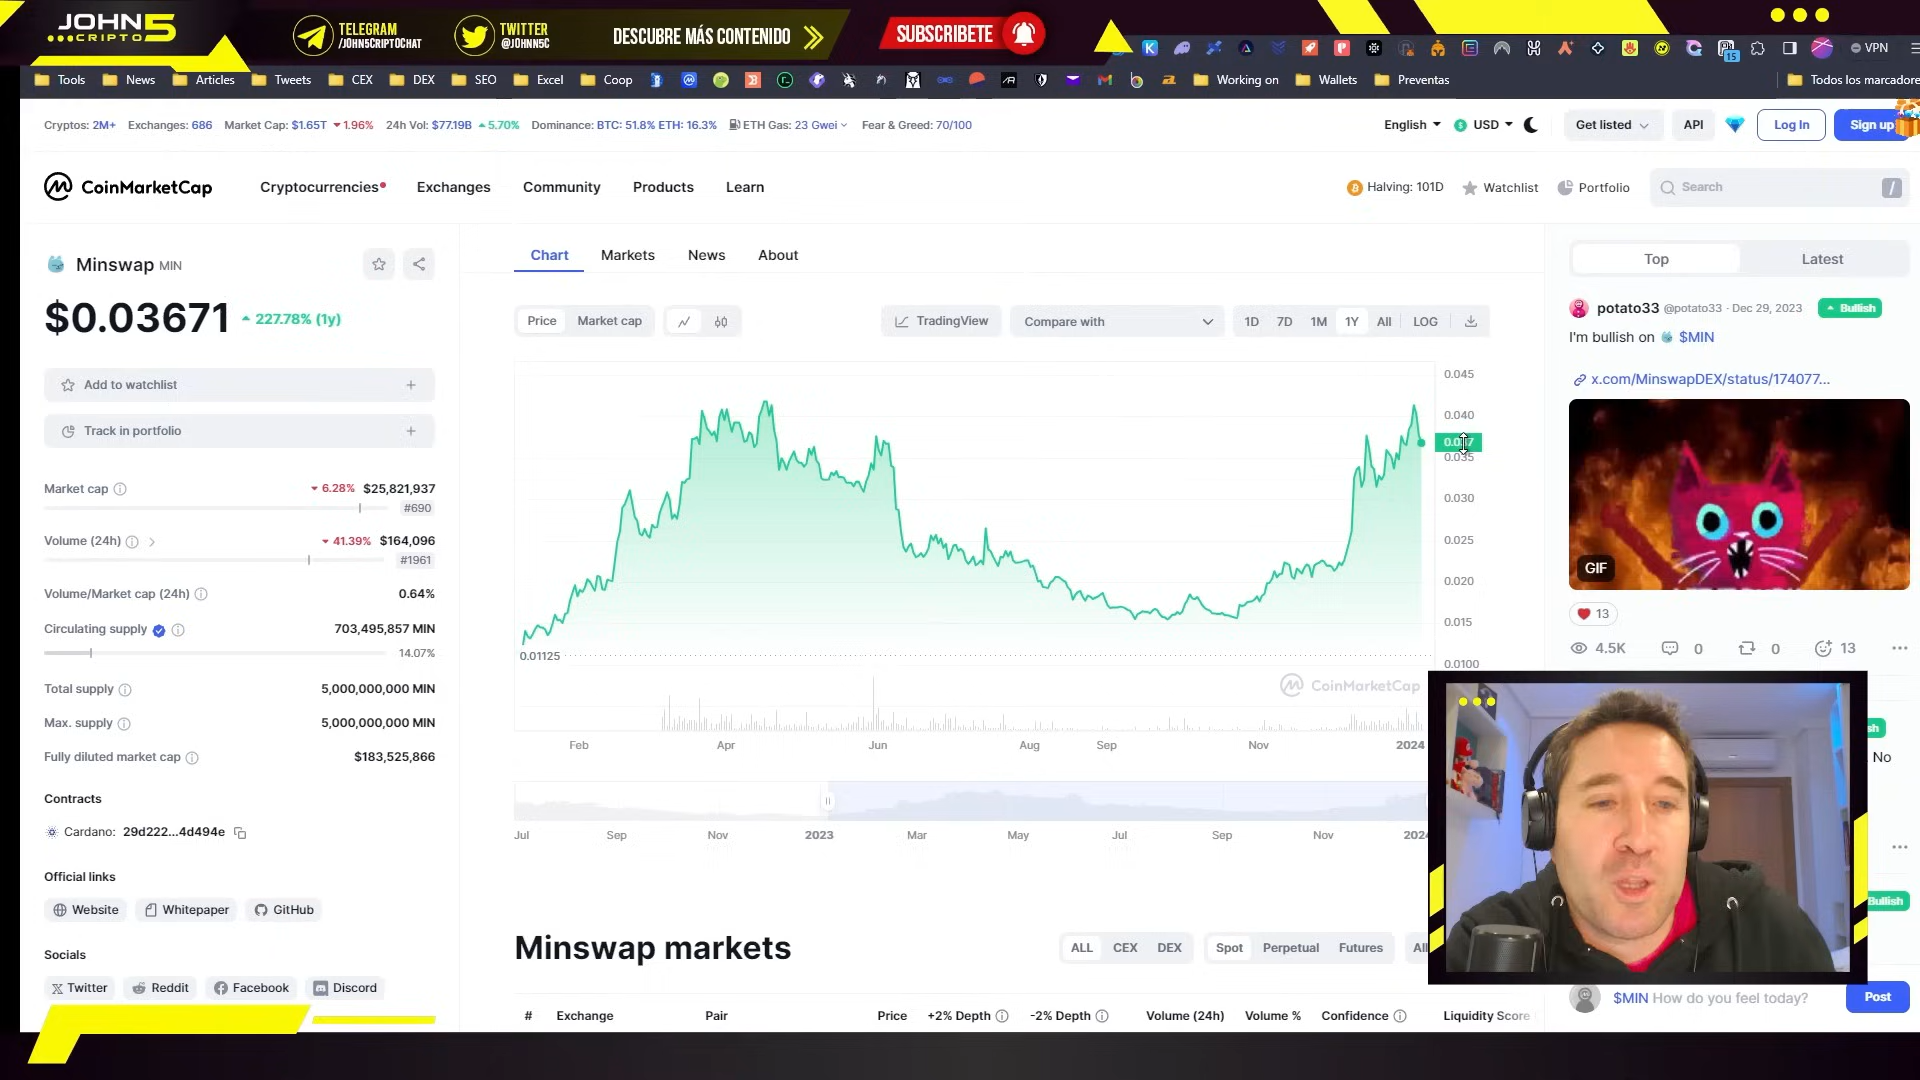 JOHN5
CRIPTO
TELEGRAM
/JOHN5CRIPTOCHAT
TWITTER
@J0HNN5C
DESCUBRE MÁS CONTENIDO
SUBSCRIBETE
VPN
15
Tools News Articles Tweets CEX DEX SEO Excel Coop Working on Wallets Preventas Todos los marcadore
Cryptos: 2M+ Exchanges: 686 Market Cap: $1.65T 1.96% 24h Vol: $77.19B 5.70% Dominance: BTC: 51.8% ETH: 16.3% ETH Gas: 23 Gwei Fear & Greed: 70/100
English USD Get listed API Log In Sign up
CoinMarketCap Cryptocurrencies Exchanges Community Products Learn Halving: 101D Watchlist Portfolio Search /
Minswap MIN
$0.03671 227.78% (1y)
Add to watchlist +
Track in portfolio +
Market cap 6.28% $25,821,937
#690
Volume (24h) 41.39% $164,096
#1961
Volume/Market cap (24h) 0.64%
Circulating supply 703,495,857 MIN
14.07%
Total supply 5,000,000,000 MIN
Max. supply 5,000,000,000 MIN
Fully diluted market cap $183,525,866
Contracts
Cardano: 29d222...4d494e
Official links
Website Whitepaper GitHub
Socials
Twitter Reddit Facebook Discord
Chart Markets News About
Price Market cap TradingView Compare with 1D 7D 1M 1Y All LOG
0.045
0.040
0.035
0.030
0.025
0.020
0.015
0.0100
0.01125
CoinMarketCap
Feb Apr Jun Aug Sep Nov 2024
Jul Sep Nov 2023 Mar May Jul Sep Nov
Minswap markets
ALL CEX DEX Spot Perpetual Futures
# Exchange Pair Price +2% Depth -2% Depth Volume (24h) Volume % Confidence Liquidity Score
Top Latest
potato33 @potato33 · Dec 29, 2023 Bullish
I'm bullish on $MIN
x.com/MinswapDEX/status/174077...
GIF
13
4.5K 0 0 13
No
Bullish
$MIN How do you feel today? Post